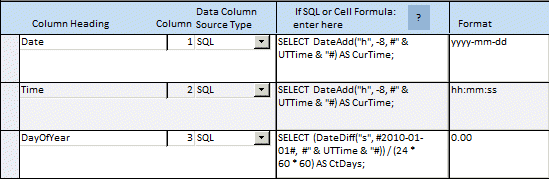 Column Heading Column Data Column Source Type If SQL or Cell Formula: enter here ? Format
Date 1 SQL SELECT DateAdd("h", -8, #" & yyyy-mm-dd
UTTime & "#) AS CurTime;
Time 2 SQL SELECT DateAdd("h", -8, #" & hh:mm:ss
UTTime & "#) AS CurTime;
DayOfYear 3 SQL SELECT (DateDiff("s", #2010-01- 0.00
01#, #" & UTTime & "#)) / (24 *
60 * 60) AS CtDays;